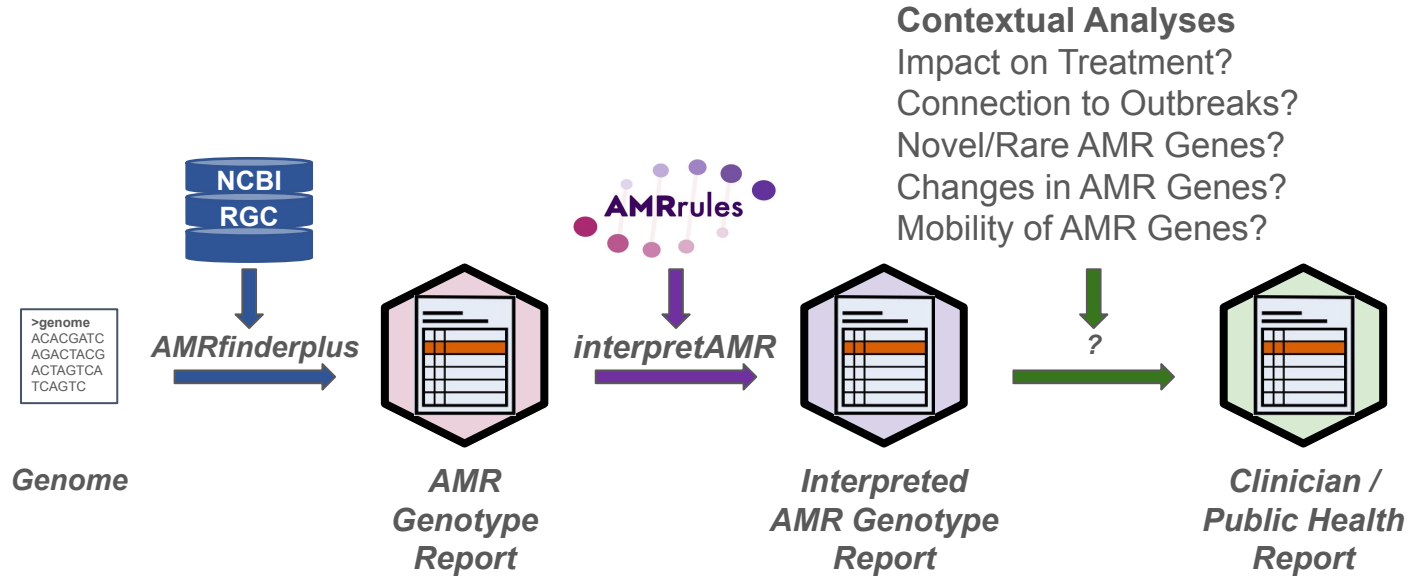 Contextual Analyses
Impact on Treatment?
Connection to Outbreaks?
Novel/Rare AMR Genes?
Changes in AMR Genes?
Mobility of AMR Genes?
NCBI
RGC
AMRrules
>genome
ACACGATC
AGACTACG
ACTAGTCA
TCAGTC
AMRfinderplus
interpretAMR
?
Genome
AMR
Genotype
Report
Interpreted
AMR Genotype
Report
Clinician /
Public Health
Report